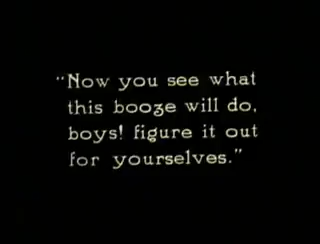 "Now you see what
this booze will do,
boys! figure it out
for yourselves."